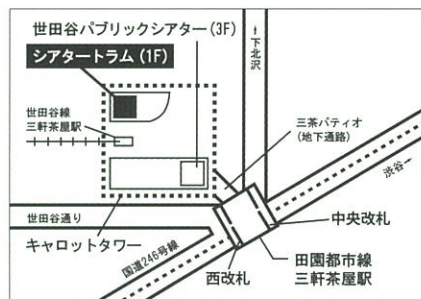 世田谷パブリックシアター(3F)
シアタートラム(1F)
↑下北沢
世田谷線
三軒茶屋駅
三茶パティオ
(地下通路)
渋谷→
世田谷通り
中央改札
キャロットタワー
国道246号線
田園都市線
三軒茶屋駅
西改札